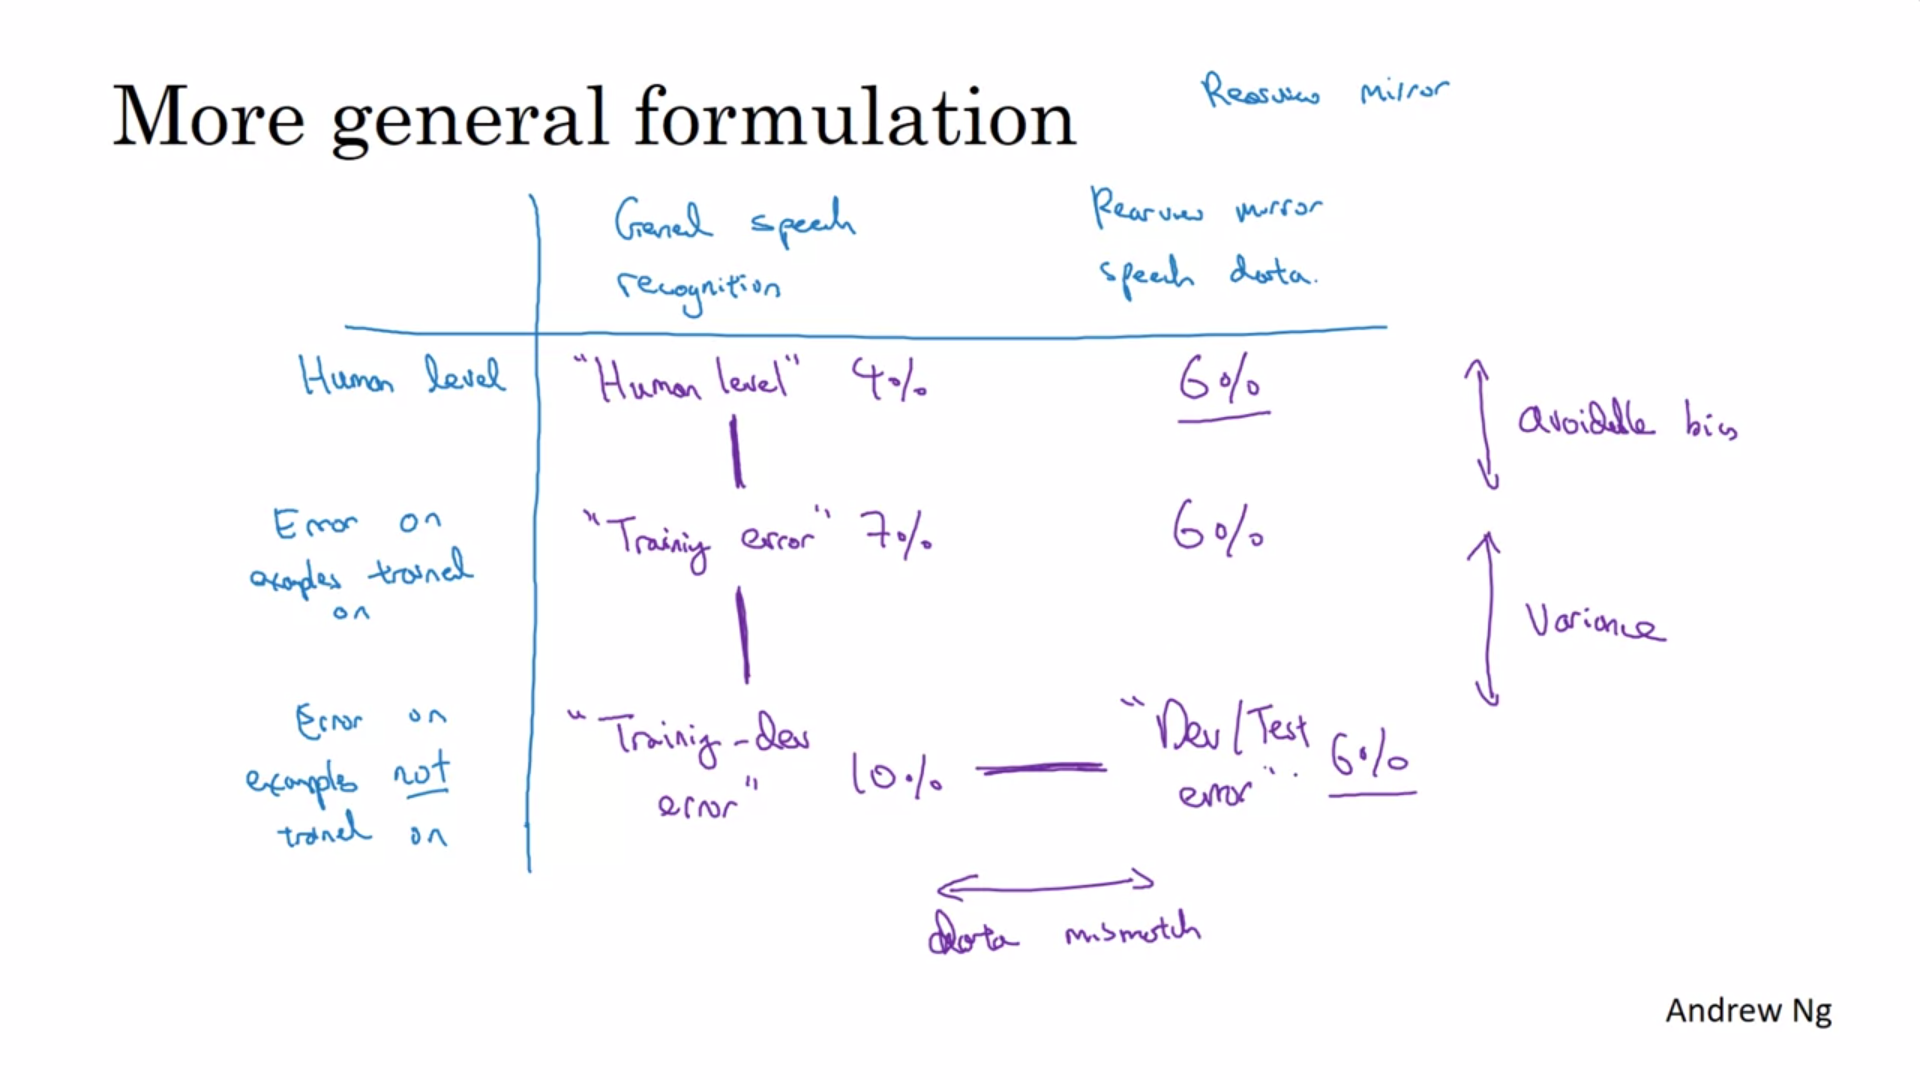 More general formulation
Rearview mirror
General speech
recognition
Rearview mirror
speech data.
Human level
"Human level" 4%
6%
avoidable bias
Error on
examples trained
on
"Training error" 7%
6%
Variance
Error on
examples not
trained on
"Training-dev
error"
10%
"Dev/Test
error".
6%
data mismatch
Andrew Ng